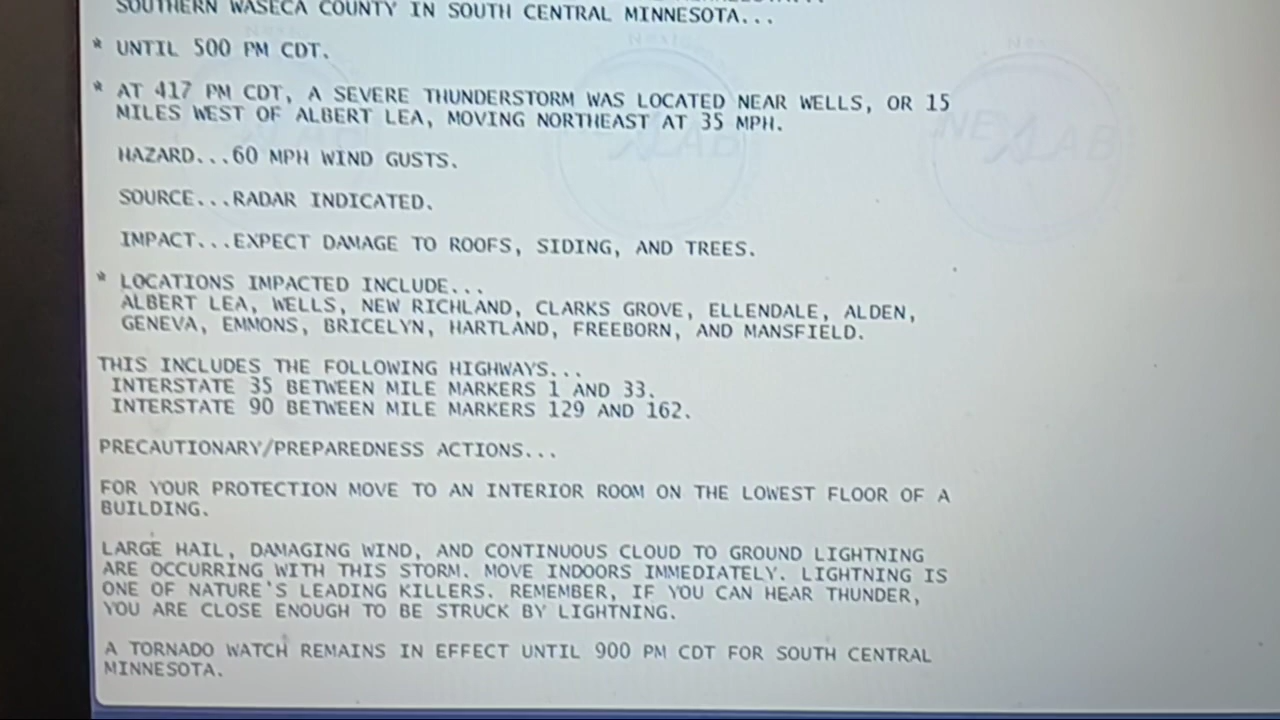 SOUTHERN WASECA COUNTY IN SOUTH CENTRAL MINNESOTA...
* UNTIL 500 PM CDT.
* AT 417 PM CDT, A SEVERE THUNDERSTORM WAS LOCATED NEAR WELLS, OR 15
MILES WEST OF ALBERT LEA, MOVING NORTHEAST AT 35 MPH.
HAZARD...60 MPH WIND GUSTS.
SOURCE...RADAR INDICATED.
IMPACT...EXPECT DAMAGE TO ROOFS, SIDING, AND TREES.
* LOCATIONS IMPACTED INCLUDE...
ALBERT LEA, WELLS, NEW RICHLAND, CLARKS GROVE, ELLENDALE, ALDEN,
GENEVA, EMMONS, BRICELYN, HARTLAND, FREEBORN, AND MANSFIELD.
THIS INCLUDES THE FOLLOWING HIGHWAYS...
INTERSTATE 35 BETWEEN MILE MARKERS 1 AND 33.
INTERSTATE 90 BETWEEN MILE MARKERS 129 AND 162.
PRECAUTIONARY/PREPAREDNESS ACTIONS...
FOR YOUR PROTECTION MOVE TO AN INTERIOR ROOM ON THE LOWEST FLOOR OF A
BUILDING.
LARGE HAIL, DAMAGING WIND, AND CONTINUOUS CLOUD TO GROUND LIGHTNING
ARE OCCURRING WITH THIS STORM. MOVE INDOORS IMMEDIATELY. LIGHTNING IS
ONE OF NATURE'S LEADING KILLERS. REMEMBER, IF YOU CAN HEAR THUNDER,
YOU ARE CLOSE ENOUGH TO BE STRUCK BY LIGHTNING.
A TORNADO WATCH REMAINS IN EFFECT UNTIL 900 PM CDT FOR SOUTH CENTRAL
MINNESOTA.
NEXLAB